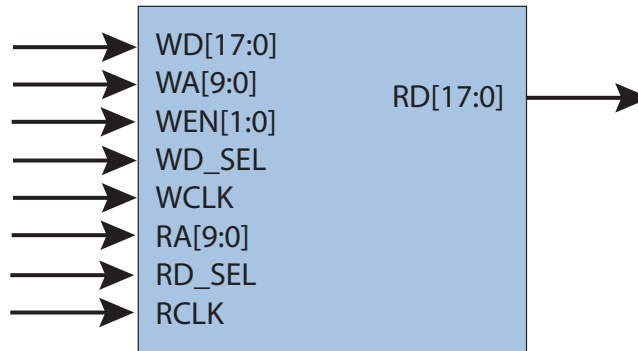 WD[17:0]
WA[9:0]
WEN[1:0]
WD_SEL
WCLK
RA[9:0]
RD_SEL
RCLK
RD[17:0]